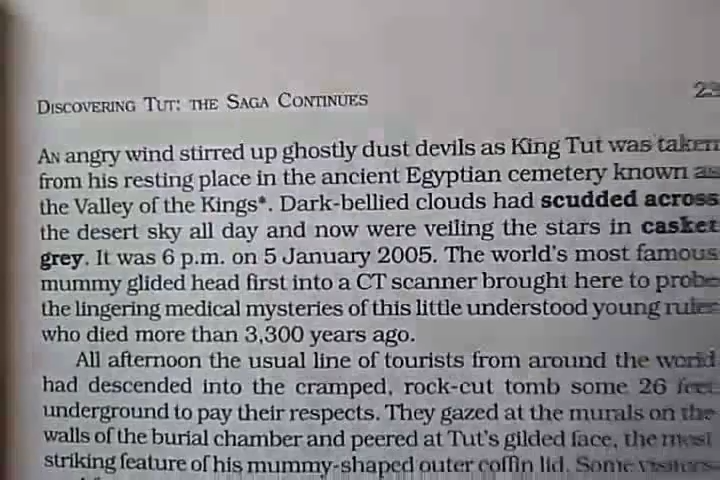 DISCOVERING TUT: THE SAGA CONTINUES
23
AN angry wind stirred up ghostly dust devils as King Tut was taken
from his resting place in the ancient Egyptian cemetery known as
the Valley of the Kings*. Dark-bellied clouds had scudded across
the desert sky all day and now were veiling the stars in casket
grey. It was 6 p.m. on 5 January 2005. The world's most famous
mummy glided head first into a CT scanner brought here to probe
the lingering medical mysteries of this little understood young ruler
who died more than 3,300 years ago.
All afternoon the usual line of tourists from around the world
had descended into the cramped, rock-cut tomb some 26 feet
underground to pay their respects. They gazed at the murals on the
walls of the burial chamber and peered at Tut's gilded face, the most
striking feature of his mummy-shaped outer coffin lid. Some visitors